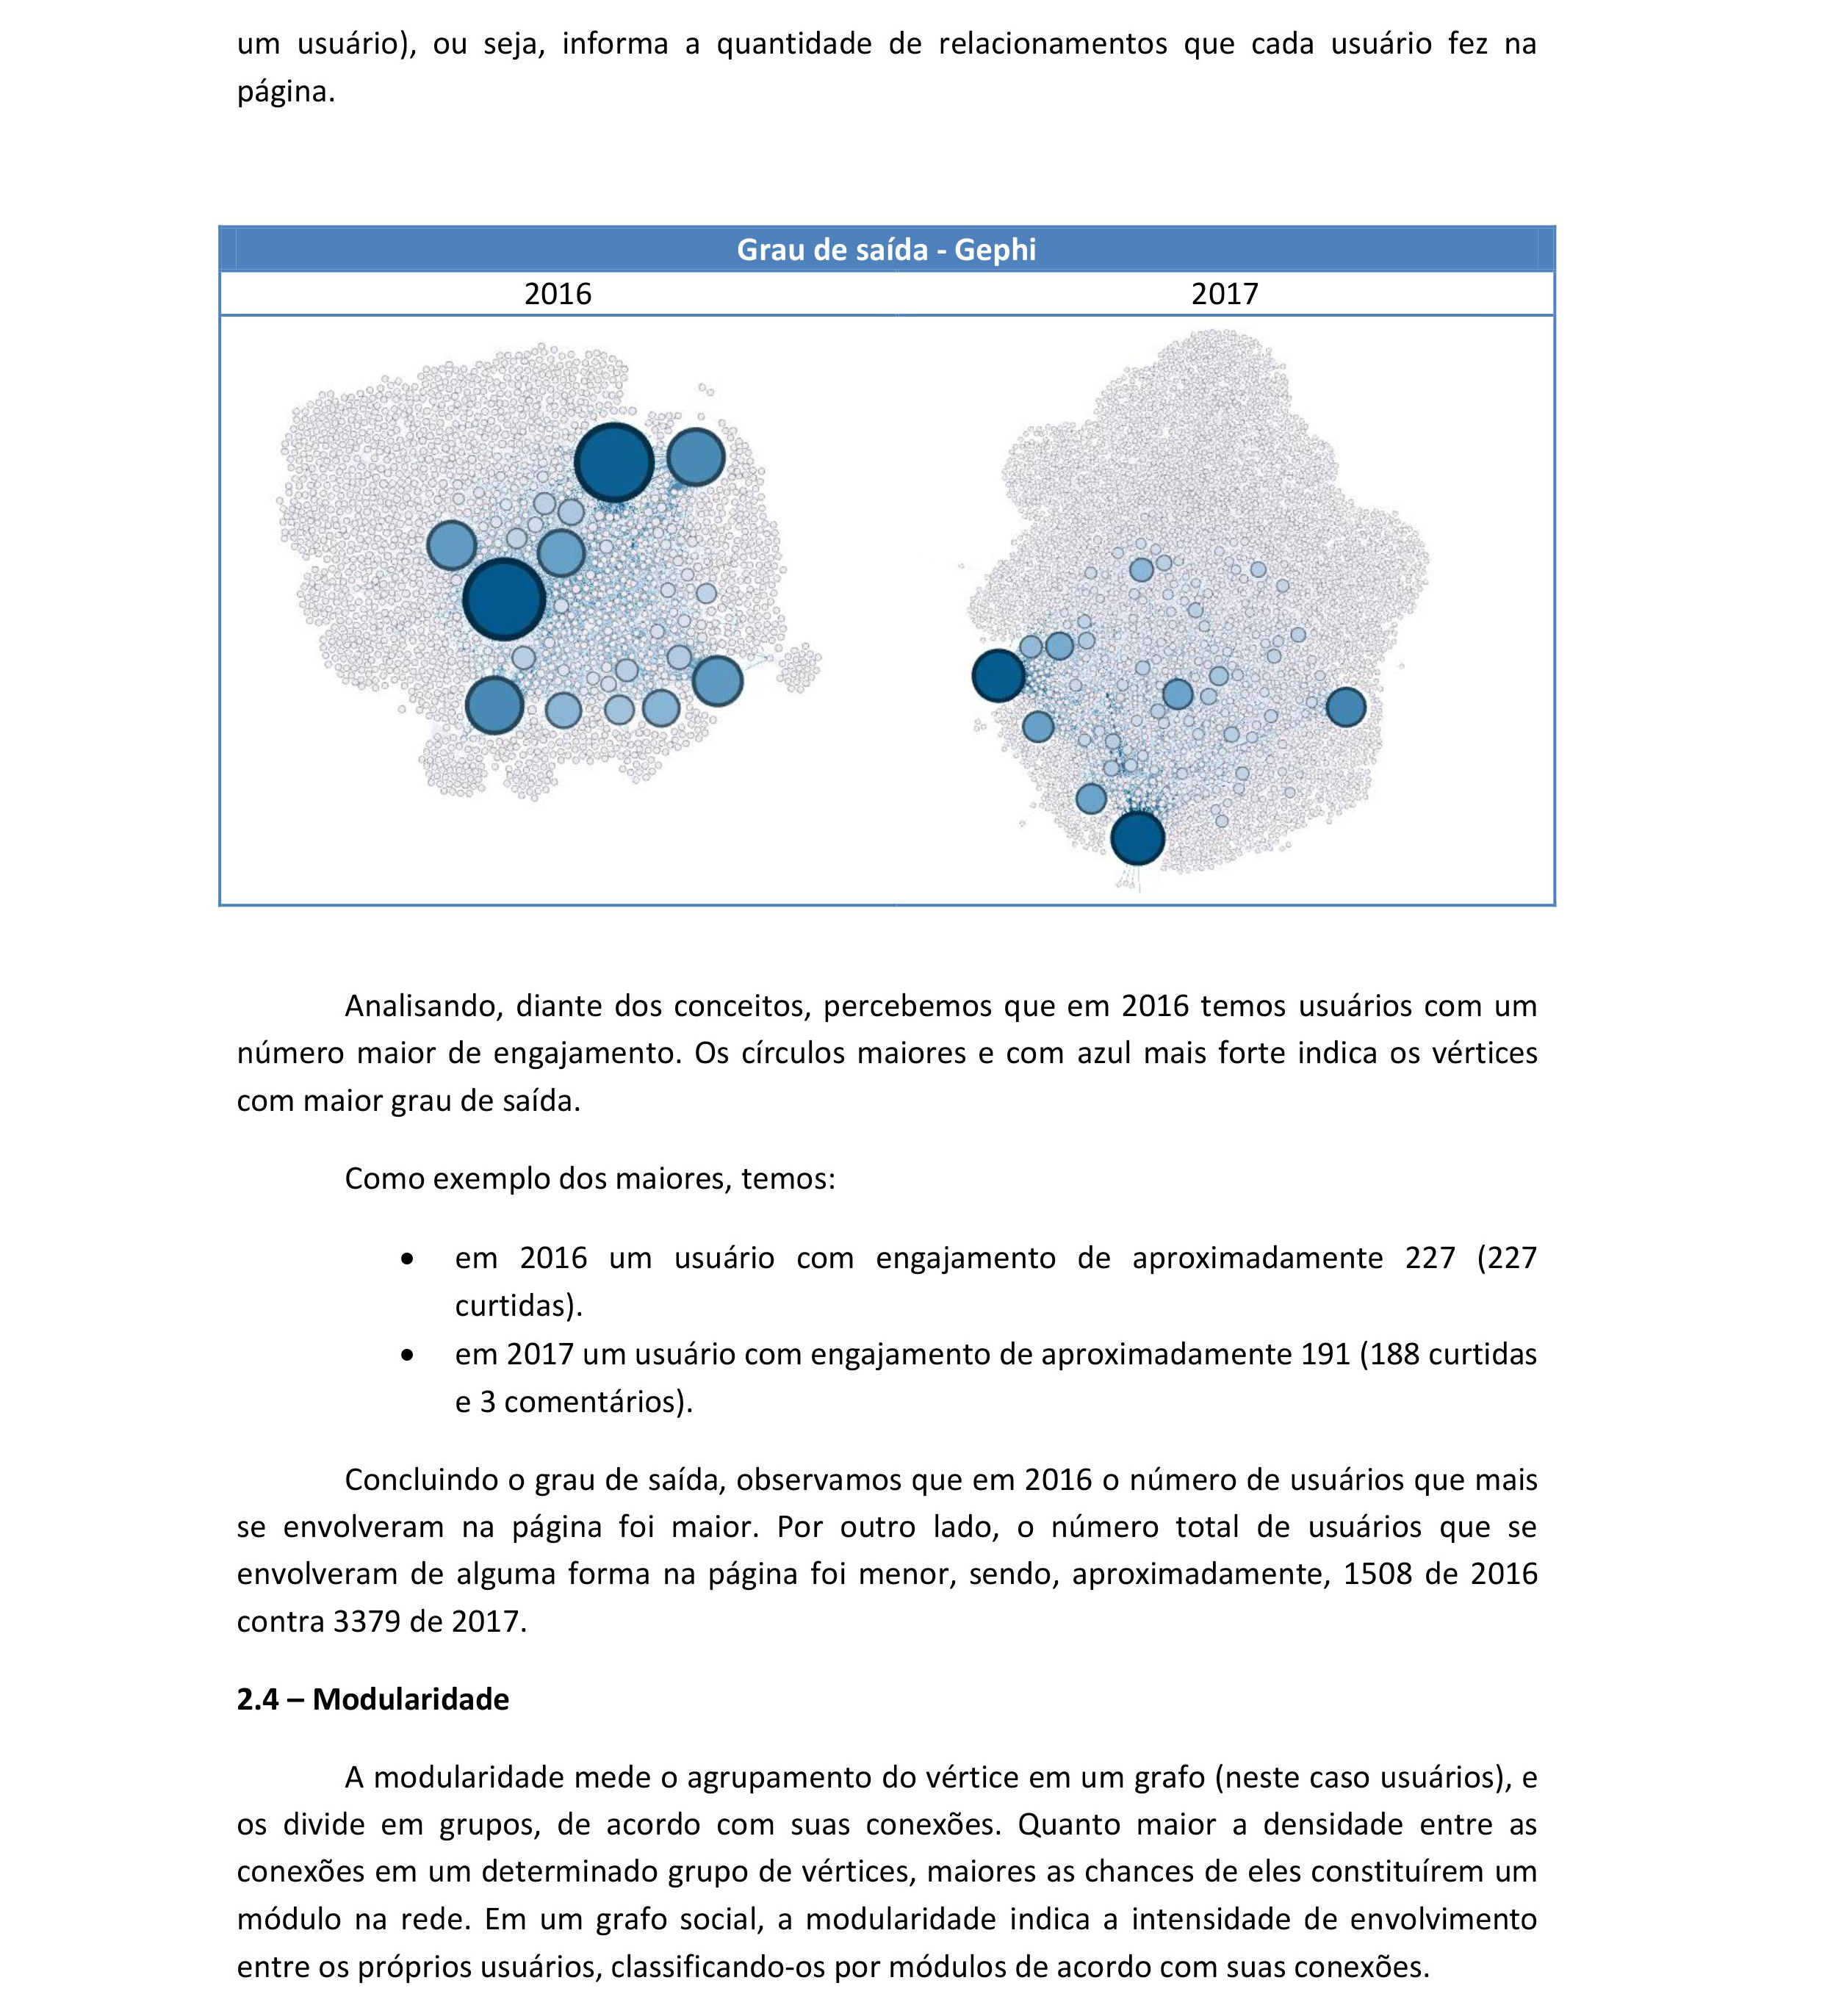 um usuário), ou seja, informa a quantidade de relacionamentos que cada usuário fez na
página.
Grau de saída - Gephi
2016
2017
Analisando, diante dos conceitos, percebemos que em 2016 temos usuários com um
número maior de engajamento. Os círculos maiores e com azul mais forte indica os vértices
com maior grau de saída.
Como exemplo dos maiores, temos:
• em 2016 um usuário com engajamento de aproximadamente 227 (227
curtidas).
• em 2017 um usuário com engajamento de aproximadamente 191 (188 curtidas
e 3 comentários).
Concluindo o grau de saída, observamos que em 2016 o número de usuários que mais
se envolveram na página foi maior. Por outro lado, o número total de usuários que se
envolveram de alguma forma na página foi menor, sendo, aproximadamente, 1508 de 2016
contra 3379 de 2017.
2.4 – Modularidade
A modularidade mede o agrupamento do vértice em um grafo (neste caso usuários), e
os divide em grupos, de acordo com suas conexões. Quanto maior a densidade entre as
conexões em um determinado grupo de vértices, maiores as chances de eles constituírem um
módulo na rede. Em um grafo social, a modularidade indica a intensidade de envolvimento
entre os próprios usuários, classificando-os por módulos de acordo com suas conexões.